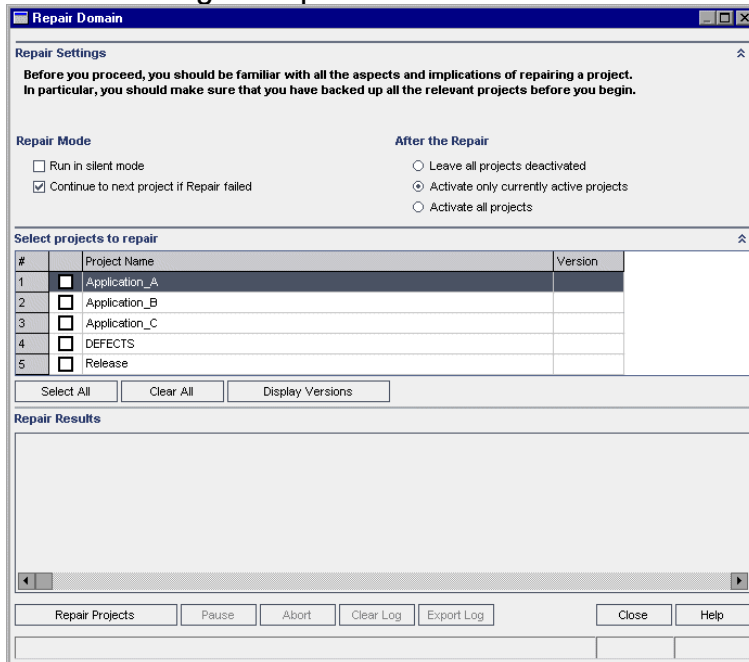 Repair Domain
Repair Settings
Before you proceed, you should be familiar with all the aspects and implications of repairing a project.
In particular, you should make sure that you have backed up all the relevant projects before you begin.
Repair Mode
After the Repair
Run in silent mode
Leave all projects deactivated
Continue to next project if Repair failed
Activate only currently active projects
Activate all projects
Select projects to repair
# Project Name Version
1 Application_A
2 Application_B
3 Application_C
4 DEFECTS
5 Release
Select All Clear All Display Versions
Repair Results
Repair Projects Pause Abort Clear Log Export Log Close Help